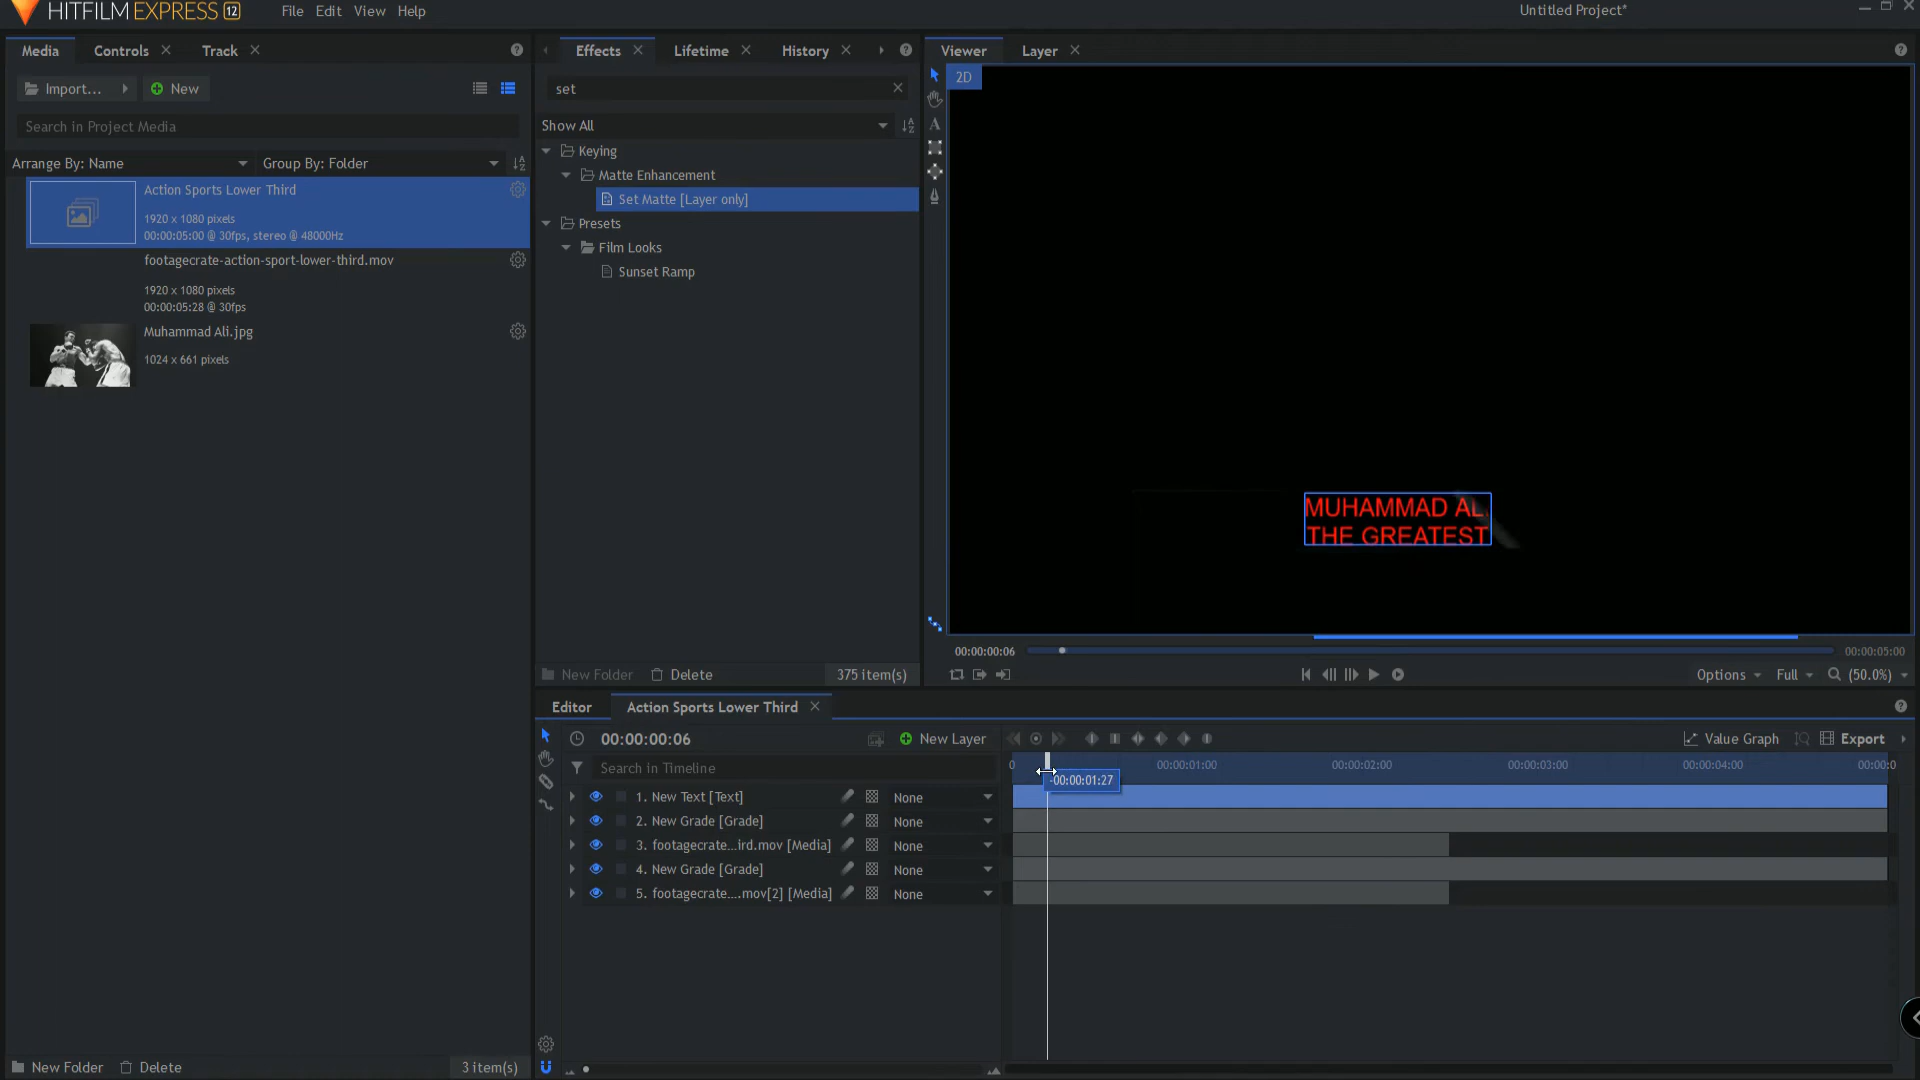 HITFILM EXPRESS 12
File Edit View Help
Untitled Project*
Media Controls Track
Effects Lifetime History
Viewer Layer
Import... New
set
2D
Search in Project Media
Show All
Arrange By: Name Group By: Folder
Keying
Matte Enhancement
Set Matte [Layer only]
Presets
Film Looks
Sunset Ramp
Action Sports Lower Third
1920 x 1080 pixels
00:00:05:00 @ 30fps, stereo @ 48000Hz
footagecrate-action-sport-lower-third.mov
1920 x 1080 pixels
00:00:05:28 @ 30fps
Muhammad Ali.jpg
1024 x 661 pixels
MUHAMMAD AL
THE GREATEST
00:00:00:06
00:00:05:00
New Folder Delete 375 item(s)
Options Full (50.0%)
Editor Action Sports Lower Third
00:00:00:06 New Layer
Value Graph Export
Search in Timeline
0 00:00:01:00 00:00:02:00 00:00:03:00 00:00:04:00 00:00:0
-00:00:01:27
1. New Text [Text] None
2. New Grade [Grade] None
3. footagecrate...ird.mov [Media] None
4. New Grade [Grade] None
5. footagecrate....mov[2] [Media] None
New Folder Delete 3 item(s)